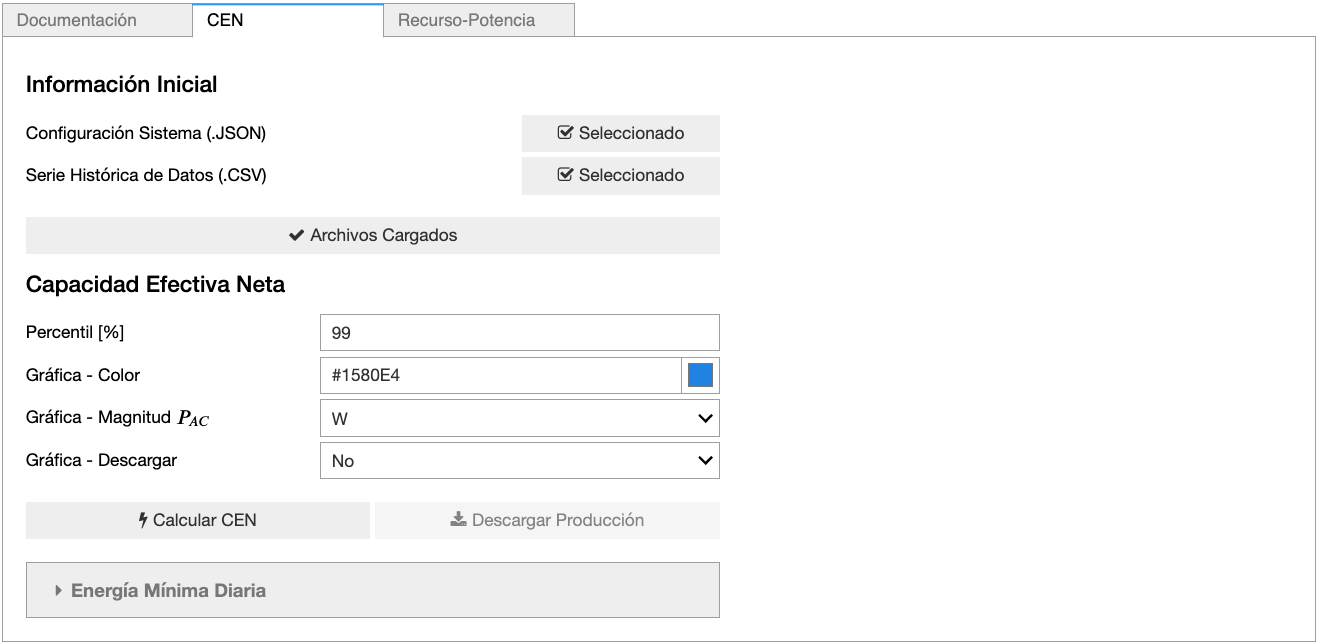 Documentación CEN Recurso-Potencia
Información Inicial
Configuración Sistema (.JSON) Seleccionado
Serie Histórica de Datos (.CSV) Seleccionado
Archivos Cargados
Capacidad Efectiva Neta
Percentil [%] 99
Gráfica - Color #1580E4
Gráfica - Magnitud P_AC W
Gráfica - Descargar No
Calcular CEN Descargar Producción
Energía Mínima Diaria